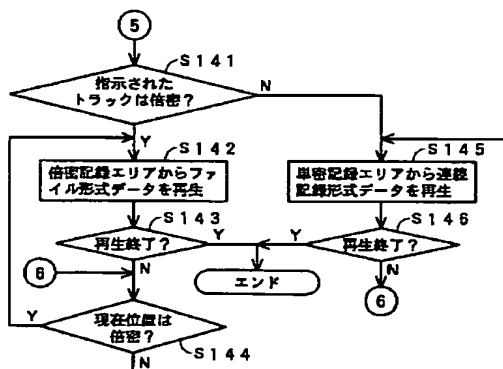 5
S141
指示された
トラックは倍密？
N
Y
S142
倍密記録エリアからファ
イル形式データを再生
S145
単密記録エリアから連続
記録形式データを再生
S143
再生終了？
Y
N
S146
再生終了？
Y
N
エンド
6
6
現在位置は
倍密？
Y
N
S144